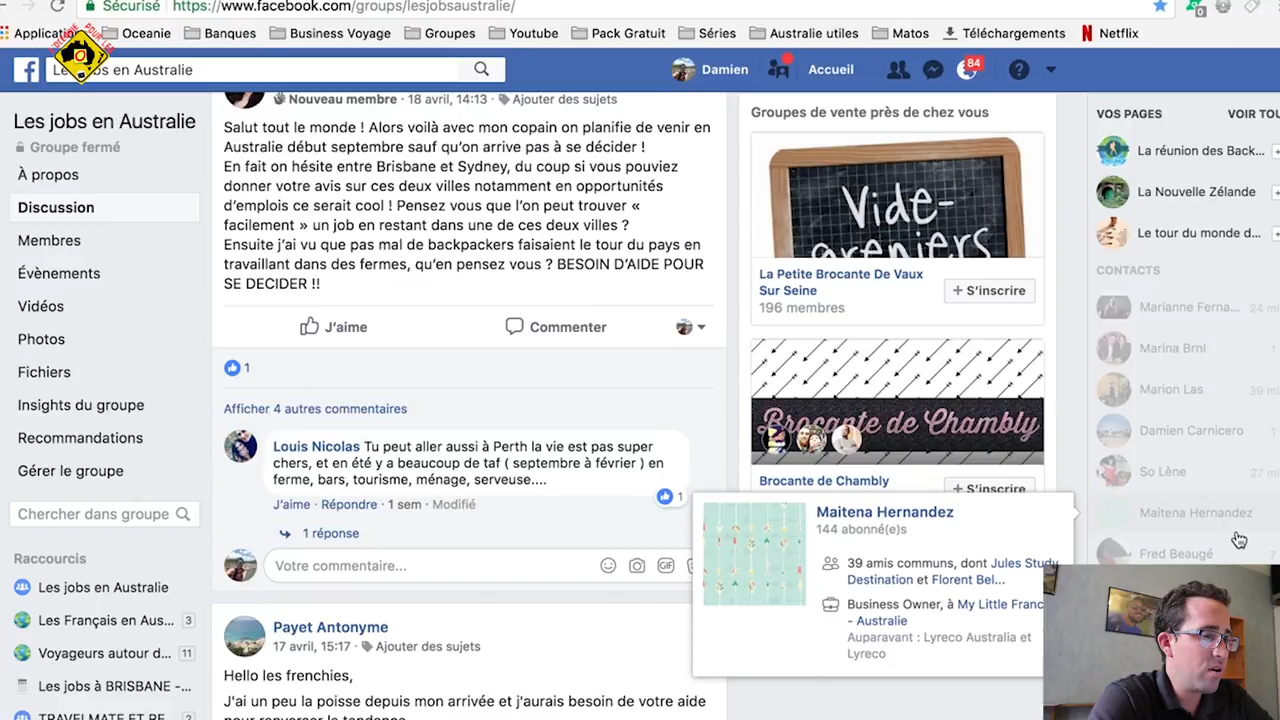 Sécurisé https://www.facebook.com/groups/lesjobsaustralie/
Oceanie Banques Business Voyage Groupes Youtube Pack Gratuit Séries Australie utiles Matos Téléchargements Netflix
Les Jobs en Australie
Damien Accueil 84
Les jobs en Australie
Groupe fermé
À propos
Discussion
Membres
Évènements
Vidéos
Photos
Fichiers
Insights du groupe
Recommandations
Gérer le groupe
Chercher dans groupe
Raccourcis
Les jobs en Australie
Les Français en Aus... 3
Voyageurs autour d... 11
Les jobs à BRISBANE -...
TRAVELMATE ET RE
Nouveau membre · 18 avril, 14:13 · Ajouter des sujets
Salut tout le monde ! Alors voilà avec mon copain on planifie de venir en
Australie début septembre sauf qu'on arrive pas à se décider !
En fait on hésite entre Brisbane et Sydney, du coup si vous pouviez
donner votre avis sur ces deux villes notamment en opportunités
d'emplois ce serait cool ! Pensez vous que l'on peut trouver «
facilement » un job en restant dans une de ces deux villes ?
Ensuite j'ai vu que pas mal de backpackers faisaient le tour du pays en
travaillant dans des fermes, qu'en pensez vous ? BESOIN D'AIDE POUR
SE DECIDER !!
J'aime Commenter
1
Afficher 4 autres commentaires
Louis Nicolas Tu peut aller aussi à Perth la vie est pas super
chers, et en été y a beaucoup de taf ( septembre à février ) en
ferme, bars, tourisme, ménage, serveuse....
1
J'aime · Répondre · 1 sem · Modifié
1 réponse
Votre commentaire... GIF
Payet Antonyme
17 avril, 15:17 · Ajouter des sujets
Hello les frenchies,
J'ai un peu la poisse depuis mon arrivée et j'aurais besoin de votre aide
pour renverser la tendance
Groupes de vente près de chez vous
Vide-
greniers
La Petite Brocante De Vaux
Sur Seine
196 membres
+ S'inscrire
Brocante de Chambly
Brocante de Chambly
+ S'inscrire
Maitena Hernandez
144 abonné(e)s
39 amis communs, dont Jules Study
Destination et Florent Bel...
Business Owner, à My Little Franc
- Australie
Auparavant : Lyreco Australia et
Lyreco
VOS PAGES VOIR TOU
La réunion des Back...
La Nouvelle Zélande
Le tour du monde d...
CONTACTS
Marianne Ferna... 24 mi
Marina Brnl 1
Marion Las 39 mi
Damien Carnicero 1
So Lène 27 mi
Maitena Hernandez
Fred Beaugé